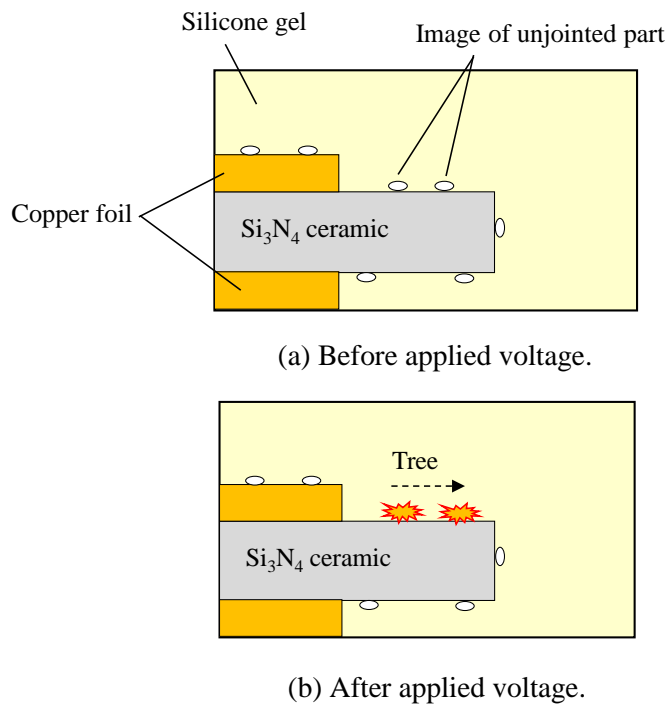 Silicone gel
Image of unjointed part
Copper foil
Si₃N₄ ceramic
(a) Before applied voltage.
Tree
Si₃N₄ ceramic
(b) After applied voltage.